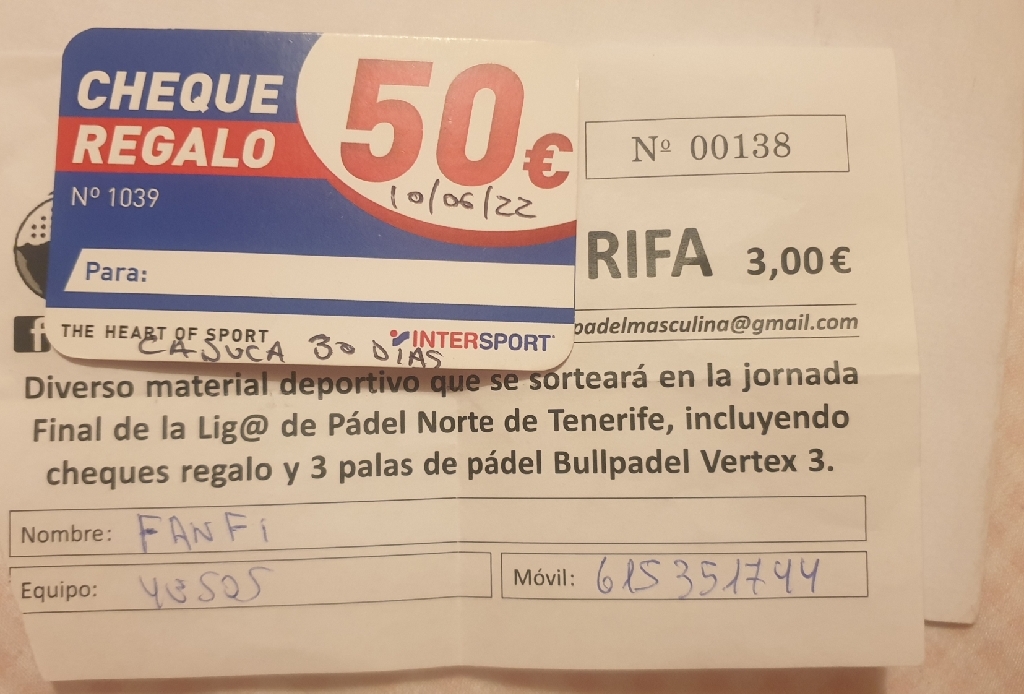 CHEQUE
REGALO
50€
10/06/22
Nº 1039
Para:
THE HEART OF SPORT
INTERSPORT
CADUCA 30 DIAS
Nº 00138
RIFA 3,00 €
padelmasculina@gmail.com
f
Diverso material deportivo que se sorteará en la jornada
Final de la Lig@ de Pádel Norte de Tenerife, incluyendo
cheques regalo y 3 palas de pádel Bullpadel Vertex 3.
Nombre: FANFI
Equipo: YESOS
Móvil: 615351744